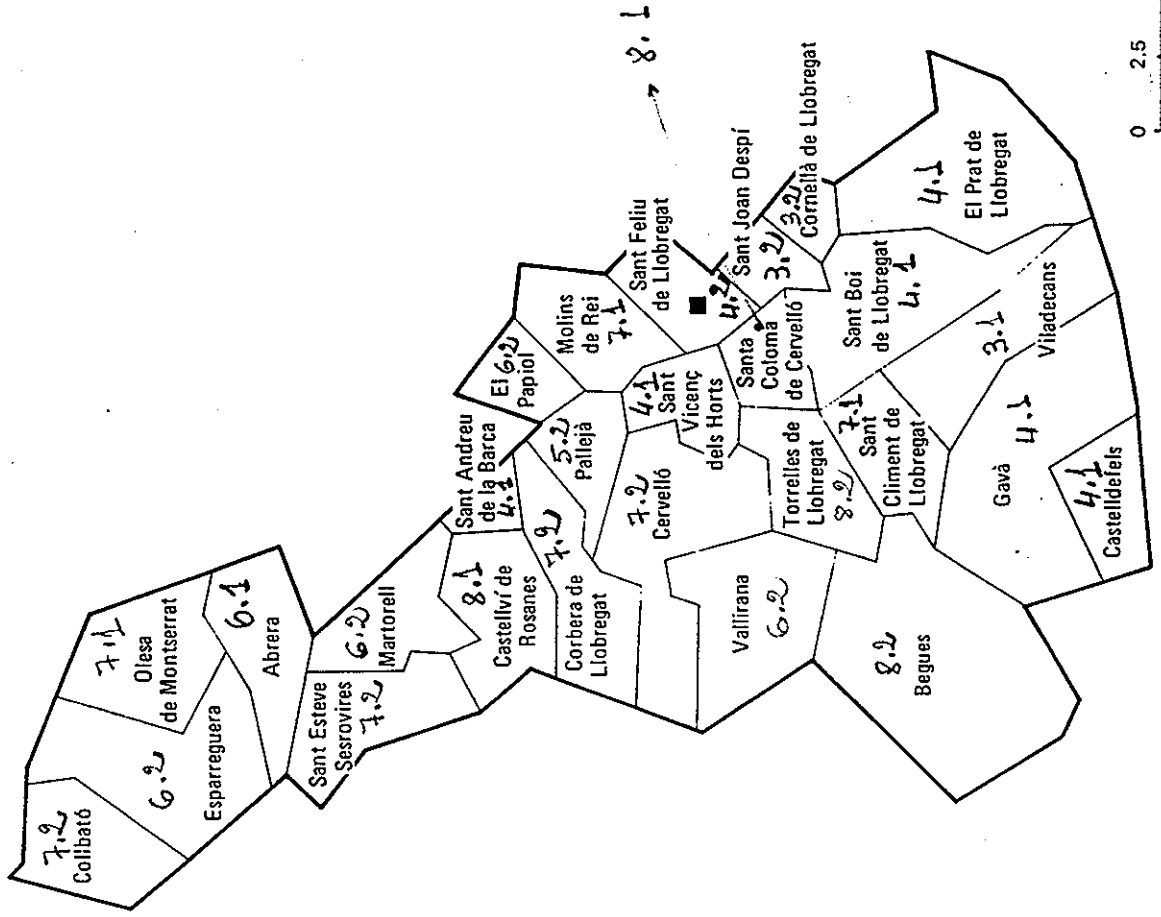 7.2
Collbató
6.2
Esparreguera
7.1
Olesa
de Montserrat
6.1
Abrera
Sant Esteve
Sesrovires
7.2
6.2
Martorell
8.1
Castellví de
Rosanes
Sant Andreu
de la Barca
4.1
7.2
Corbera de
Llobregat
5.2
Pallejà
El 6.2
Papiol
Molins
de Rei
7.1
Sant Feliu
de Llobregat
4.2
7.2
Cervelló
4.1
Sant
Vicenç
dels Horts
Santa
Coloma
de Cervelló
→ 8.1
Sant Joan Despí
3.2
3.2
Cornellà de Llobregat
Vallirana
6.2
Torrelles de
Llobregat
8.2
7.1
Sant
Climent de
Llobregat
Sant Boi
de Llobregat
4.1
4.1
El Prat de
Llobregat
8.2
Begues
Gavà
4.1
3.1
Viladecans
4.1
Castelldefels
0 2.5